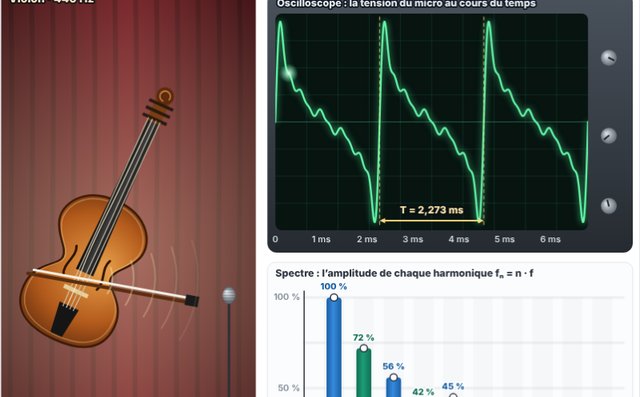 Violon · 440 Hz
Oscilloscope : la tension du micro au cours du temps
T = 2,273 ms
0 1 ms 2 ms 3 ms 4 ms 5 ms 6 ms
Spectre : l’amplitude de chaque harmonique fₙ = n · f
100 %
100 %
72 %
56 %
42 %
45 %
50 %